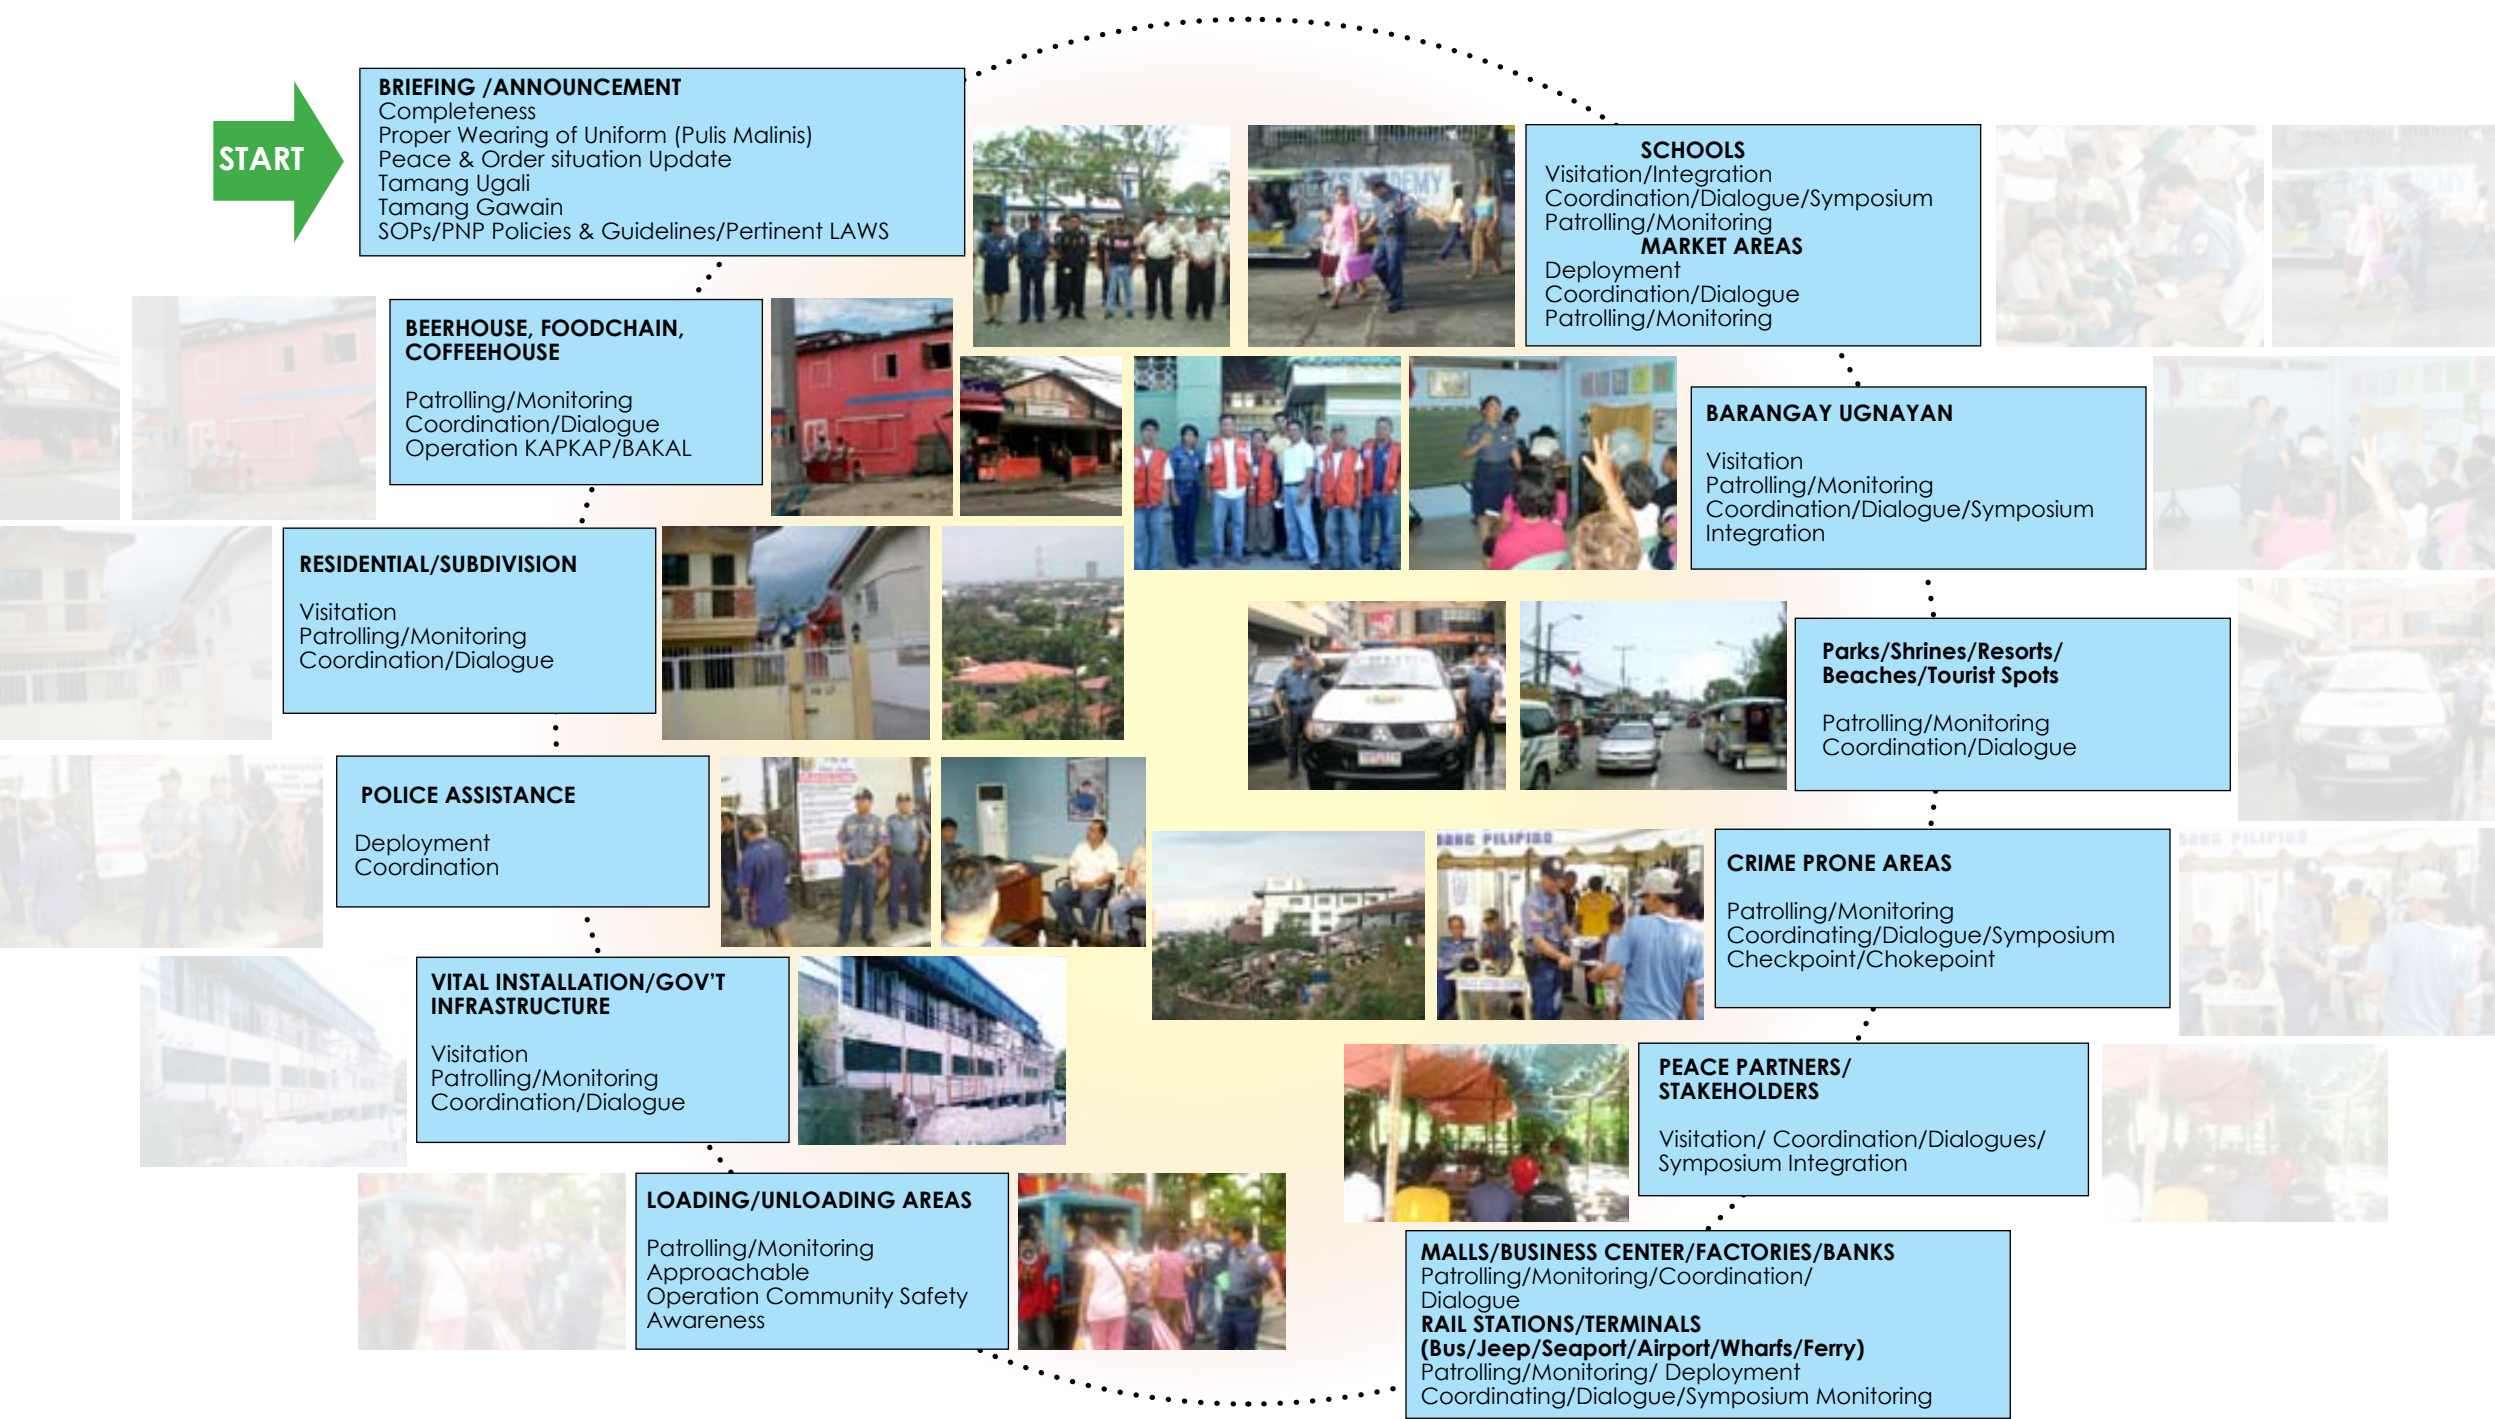 START
BRIEFING /ANNOUNCEMENT
Completeness
Proper Wearing of Uniform (Pulis Malinis)
Peace & Order situation Update
Tamang Ugali
Tamang Gawain
SOPs/PNP Policies & Guidelines/Pertinent LAWS
SCHOOLS
Visitation/Integration
Coordination/Dialogue/Symposium
Patrolling/Monitoring
MARKET AREAS
Deployment
Coordination/Dialogue
Patrolling/Monitoring
BARANGAY UGNAYAN
Visitation
Patrolling/Monitoring
Coordination/Dialogue/Symposium
Integration
Parks/Shrines/Resorts/
Beaches/Tourist Spots
Patrolling/Monitoring
Coordination/Dialogue
CRIME PRONE AREAS
Patrolling/Monitoring
Coordinating/Dialogue/Symposium
Checkpoint/Chokepoint
PEACE PARTNERS/
STAKEHOLDERS
Visitation/ Coordination/Dialogues/
Symposium Integration
MALLS/BUSINESS CENTER/FACTORIES/BANKS
Patrolling/Monitoring/Coordination/
Dialogue
RAIL STATIONS/TERMINALS
(Bus/Jeep/Seaport/Airport/Wharfs/Ferry)
Patrolling/Monitoring/ Deployment
Coordinating/Dialogue/Symposium Monitoring
LOADING/UNLOADING AREAS
Patrolling/Monitoring
Approachable
Operation Community Safety
Awareness
VITAL INSTALLATION/GOV'T
INFRASTRUCTURE
Visitation
Patrolling/Monitoring
Coordination/Dialogue
POLICE ASSISTANCE
Deployment
Coordination
RESIDENTIAL/SUBDIVISION
Visitation
Patrolling/Monitoring
Coordination/Dialogue
BEERHOUSE, FOODCHAIN,
COFFEEHOUSE
Patrolling/Monitoring
Coordination/Dialogue
Operation KAPKAP/BAKAL